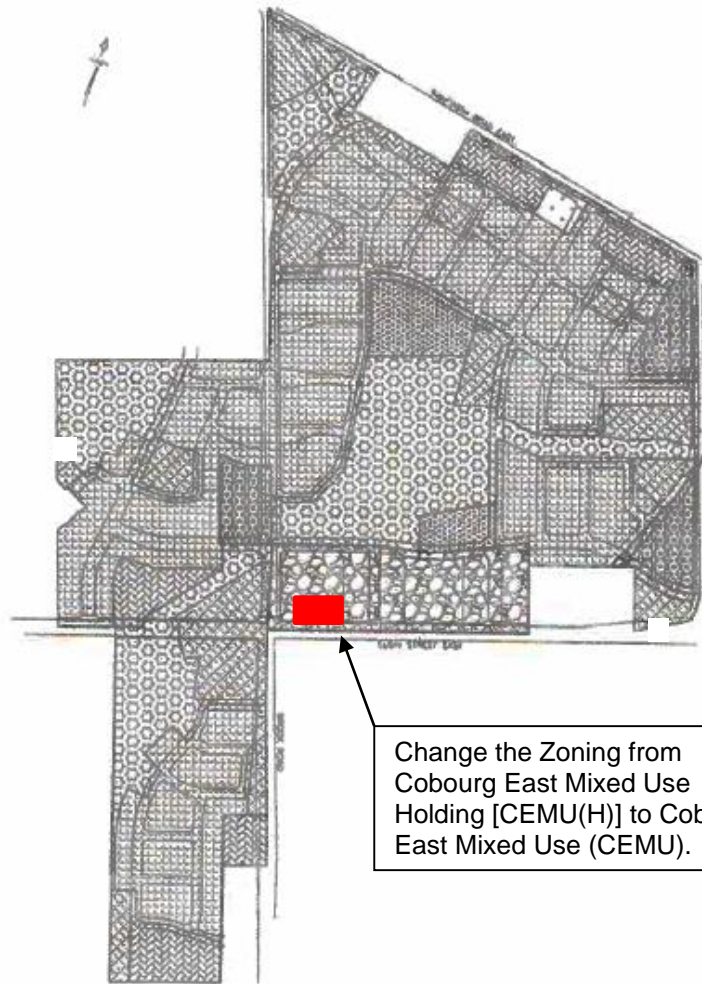 Change the Zoning from
Cobourg East Mixed Use
Holding [CEMU(H)] to Cob
East Mixed Use (CEMU).